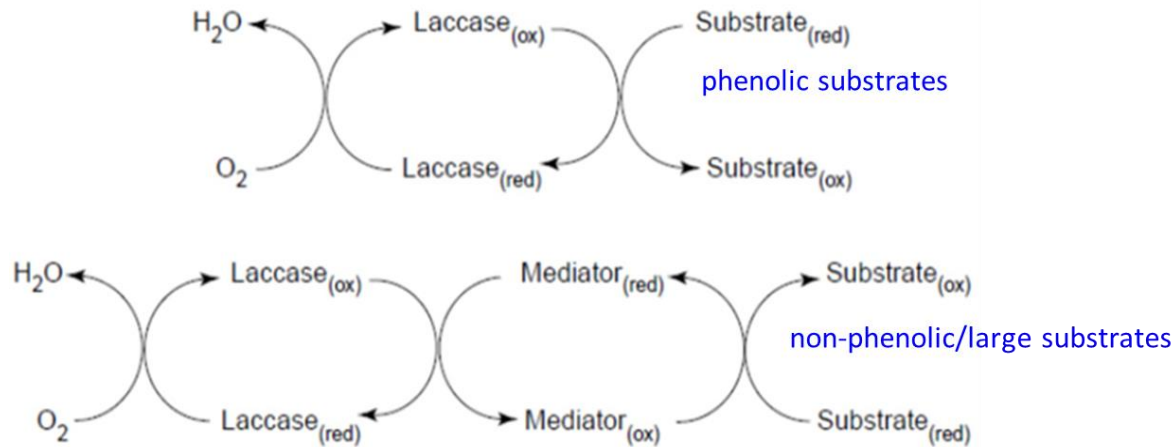 H₂O Laccase(ox) Substrate(red)
phenolic substrates
O₂ Laccase(red) Substrate(ox)
H₂O Laccase(ox) Mediator(red) Substrate(ox)
non-phenolic/large substrates
O₂ Laccase(red) Mediator(ox) Substrate(red)